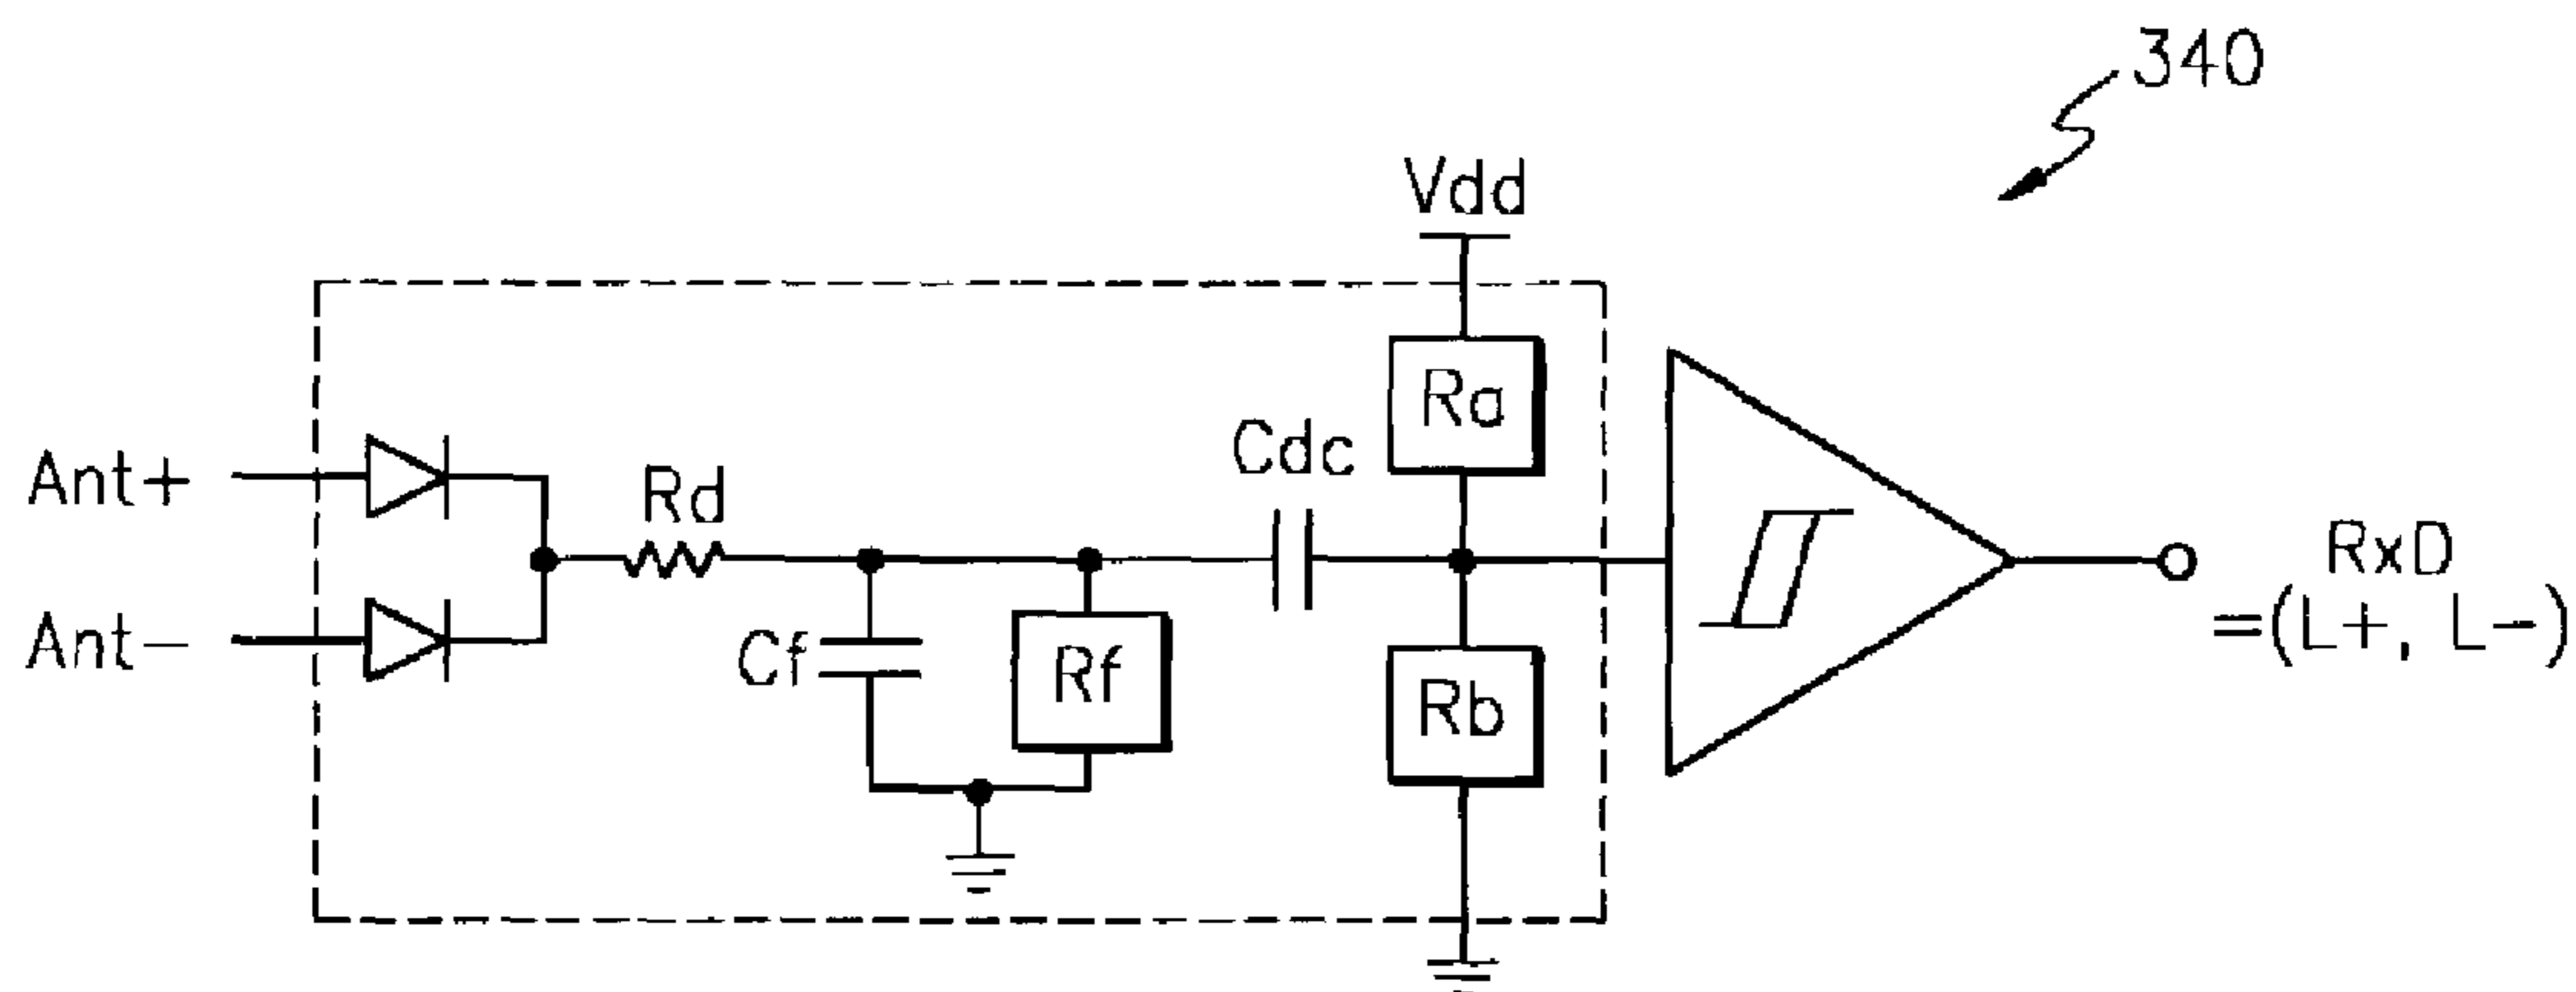 340
Vdd
Ra
Cdc
Ant+
Rd
RxD
=(L+, L-)
Ant-
Cf
Rf
Rb